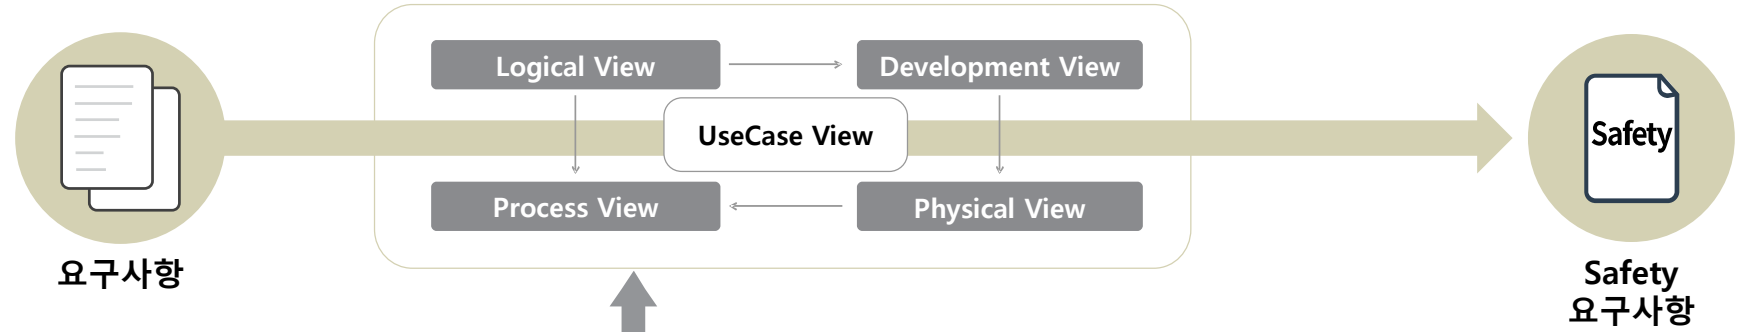 Logical View
Development View
UseCase View
Process View
Physical View
요구사항
Safety
Safety
요구사항